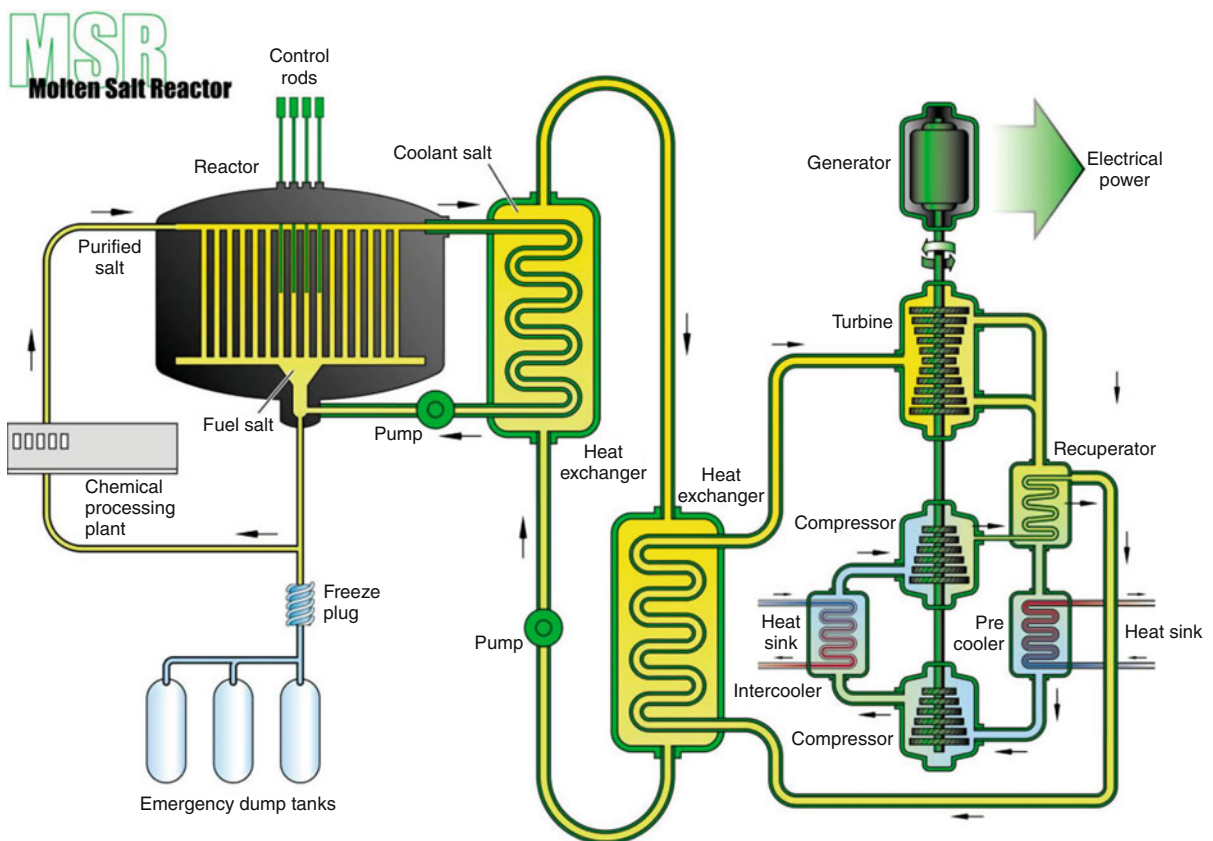 MSR
Molten Salt Reactor
Control
rods
Reactor
Coolant salt
Generator
Electrical
power
Purified
salt
Turbine
Fuel salt
Pump
Heat
exchanger
Heat
exchanger
Recuperator
Chemical
processing
plant
Compressor
Freeze
plug
Pump
Heat
sink
Pre
cooler
Heat sink
Intercooler
Compressor
Emergency dump tanks